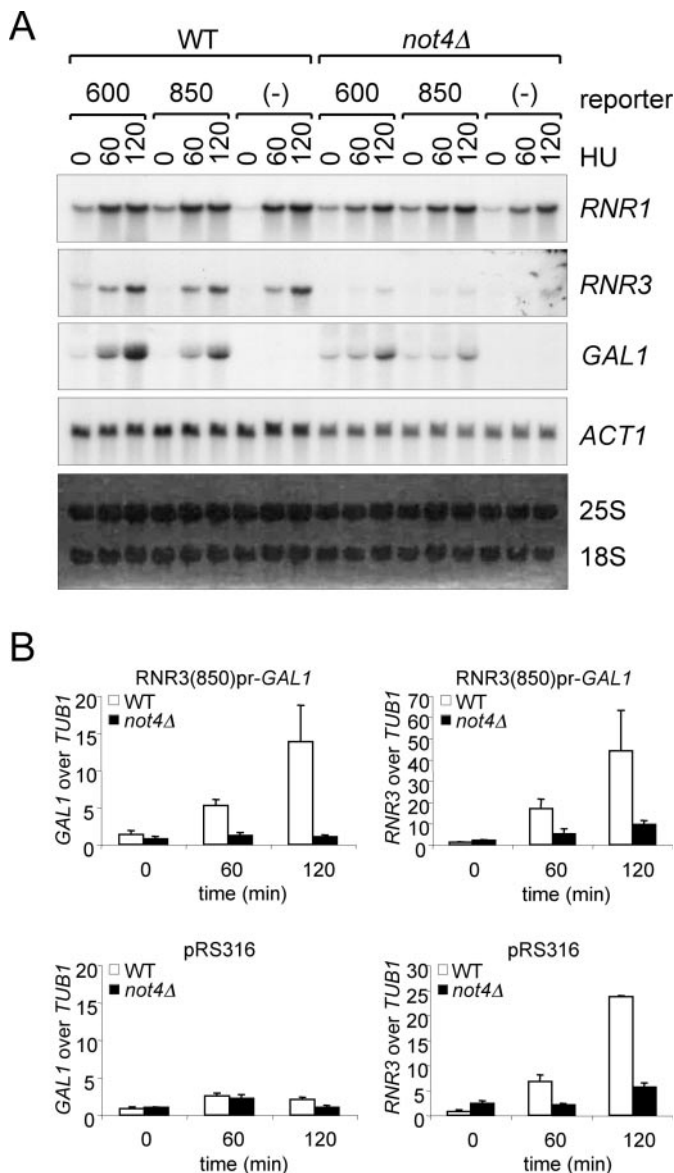 A
WT not4Δ
600 850 (-) 600 850 (-) reporter
0 60 120 0 60 120 0 60 120 0 60 120 0 60 120 0 60 120 HU
RNR1
RNR3
GAL1
ACT1
25S
18S
B
RNR3(850)pr-GAL1
GAL1 over TUB1
20
15
10
5
0
WT
not4Δ
0 60 120
time (min)
RNR3(850)pr-GAL1
RNR3 over TUB1
70
60
50
40
30
20
10
0
WT
not4Δ
0 60 120
time (min)
pRS316
GAL1 over TUB1
20
15
10
5
0
WT
not4Δ
0 60 120
time (min)
pRS316
RNR3 over TUB1
25
20
15
10
5
0
WT
not4Δ
0 60 120
time (min)